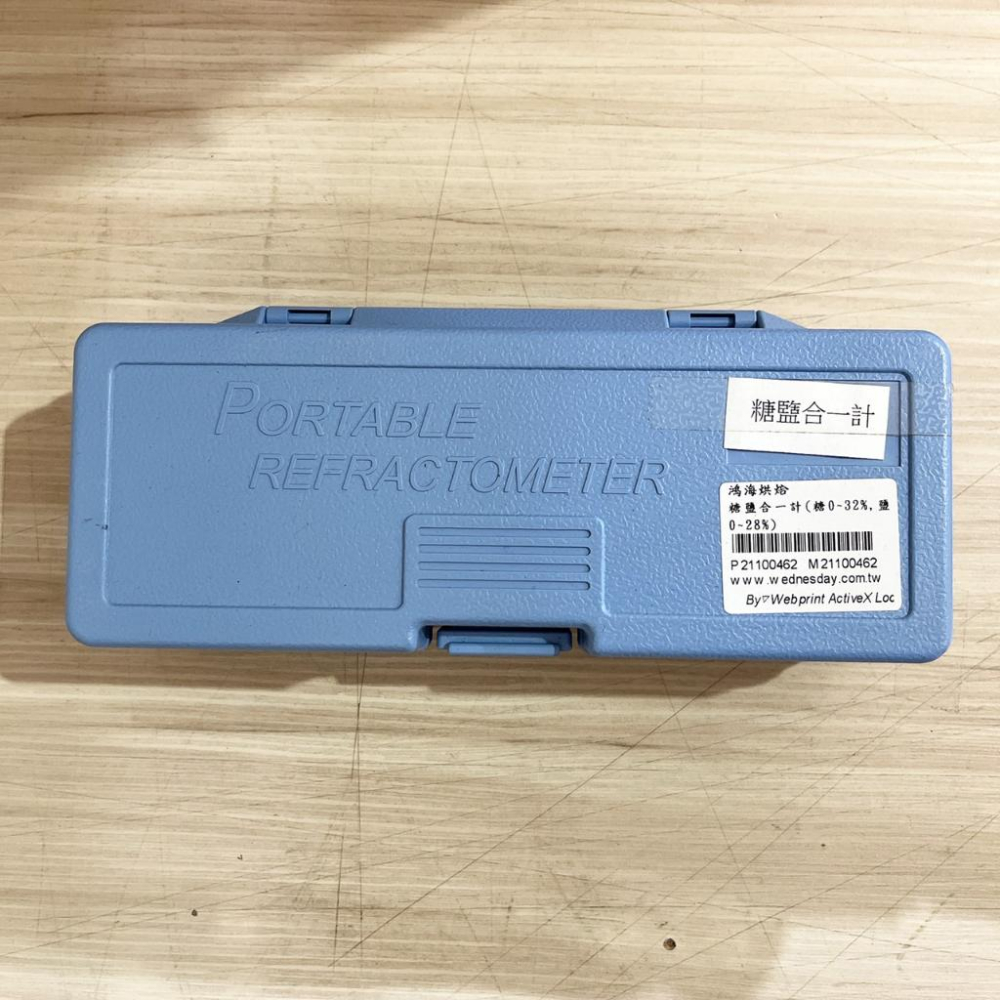 PORTABLE
REFRACTOMETER
糖鹽合一計
鴻海烘焙
糖鹽合一計(糖0~32%,鹽
0~28%)
P21100462 M21100462
www.wednesday.com.tw
By▽Webprint ActiveX Loc